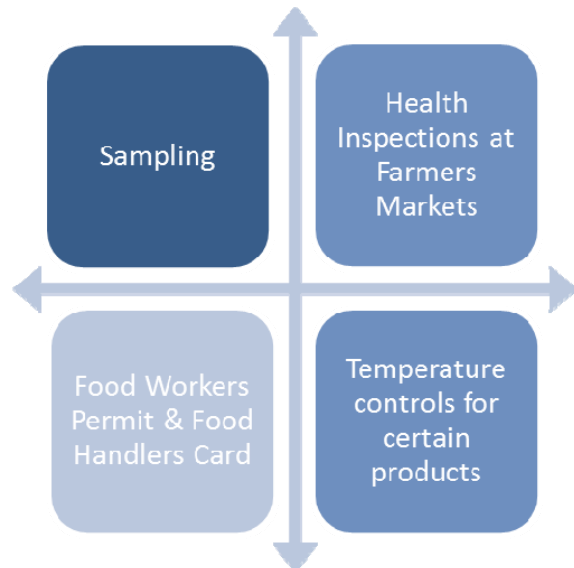 Sampling
Health
Inspections at
Farmers
Markets
Food Workers
Permit & Food
Handlers Card
Temperature
controls for
certain
products